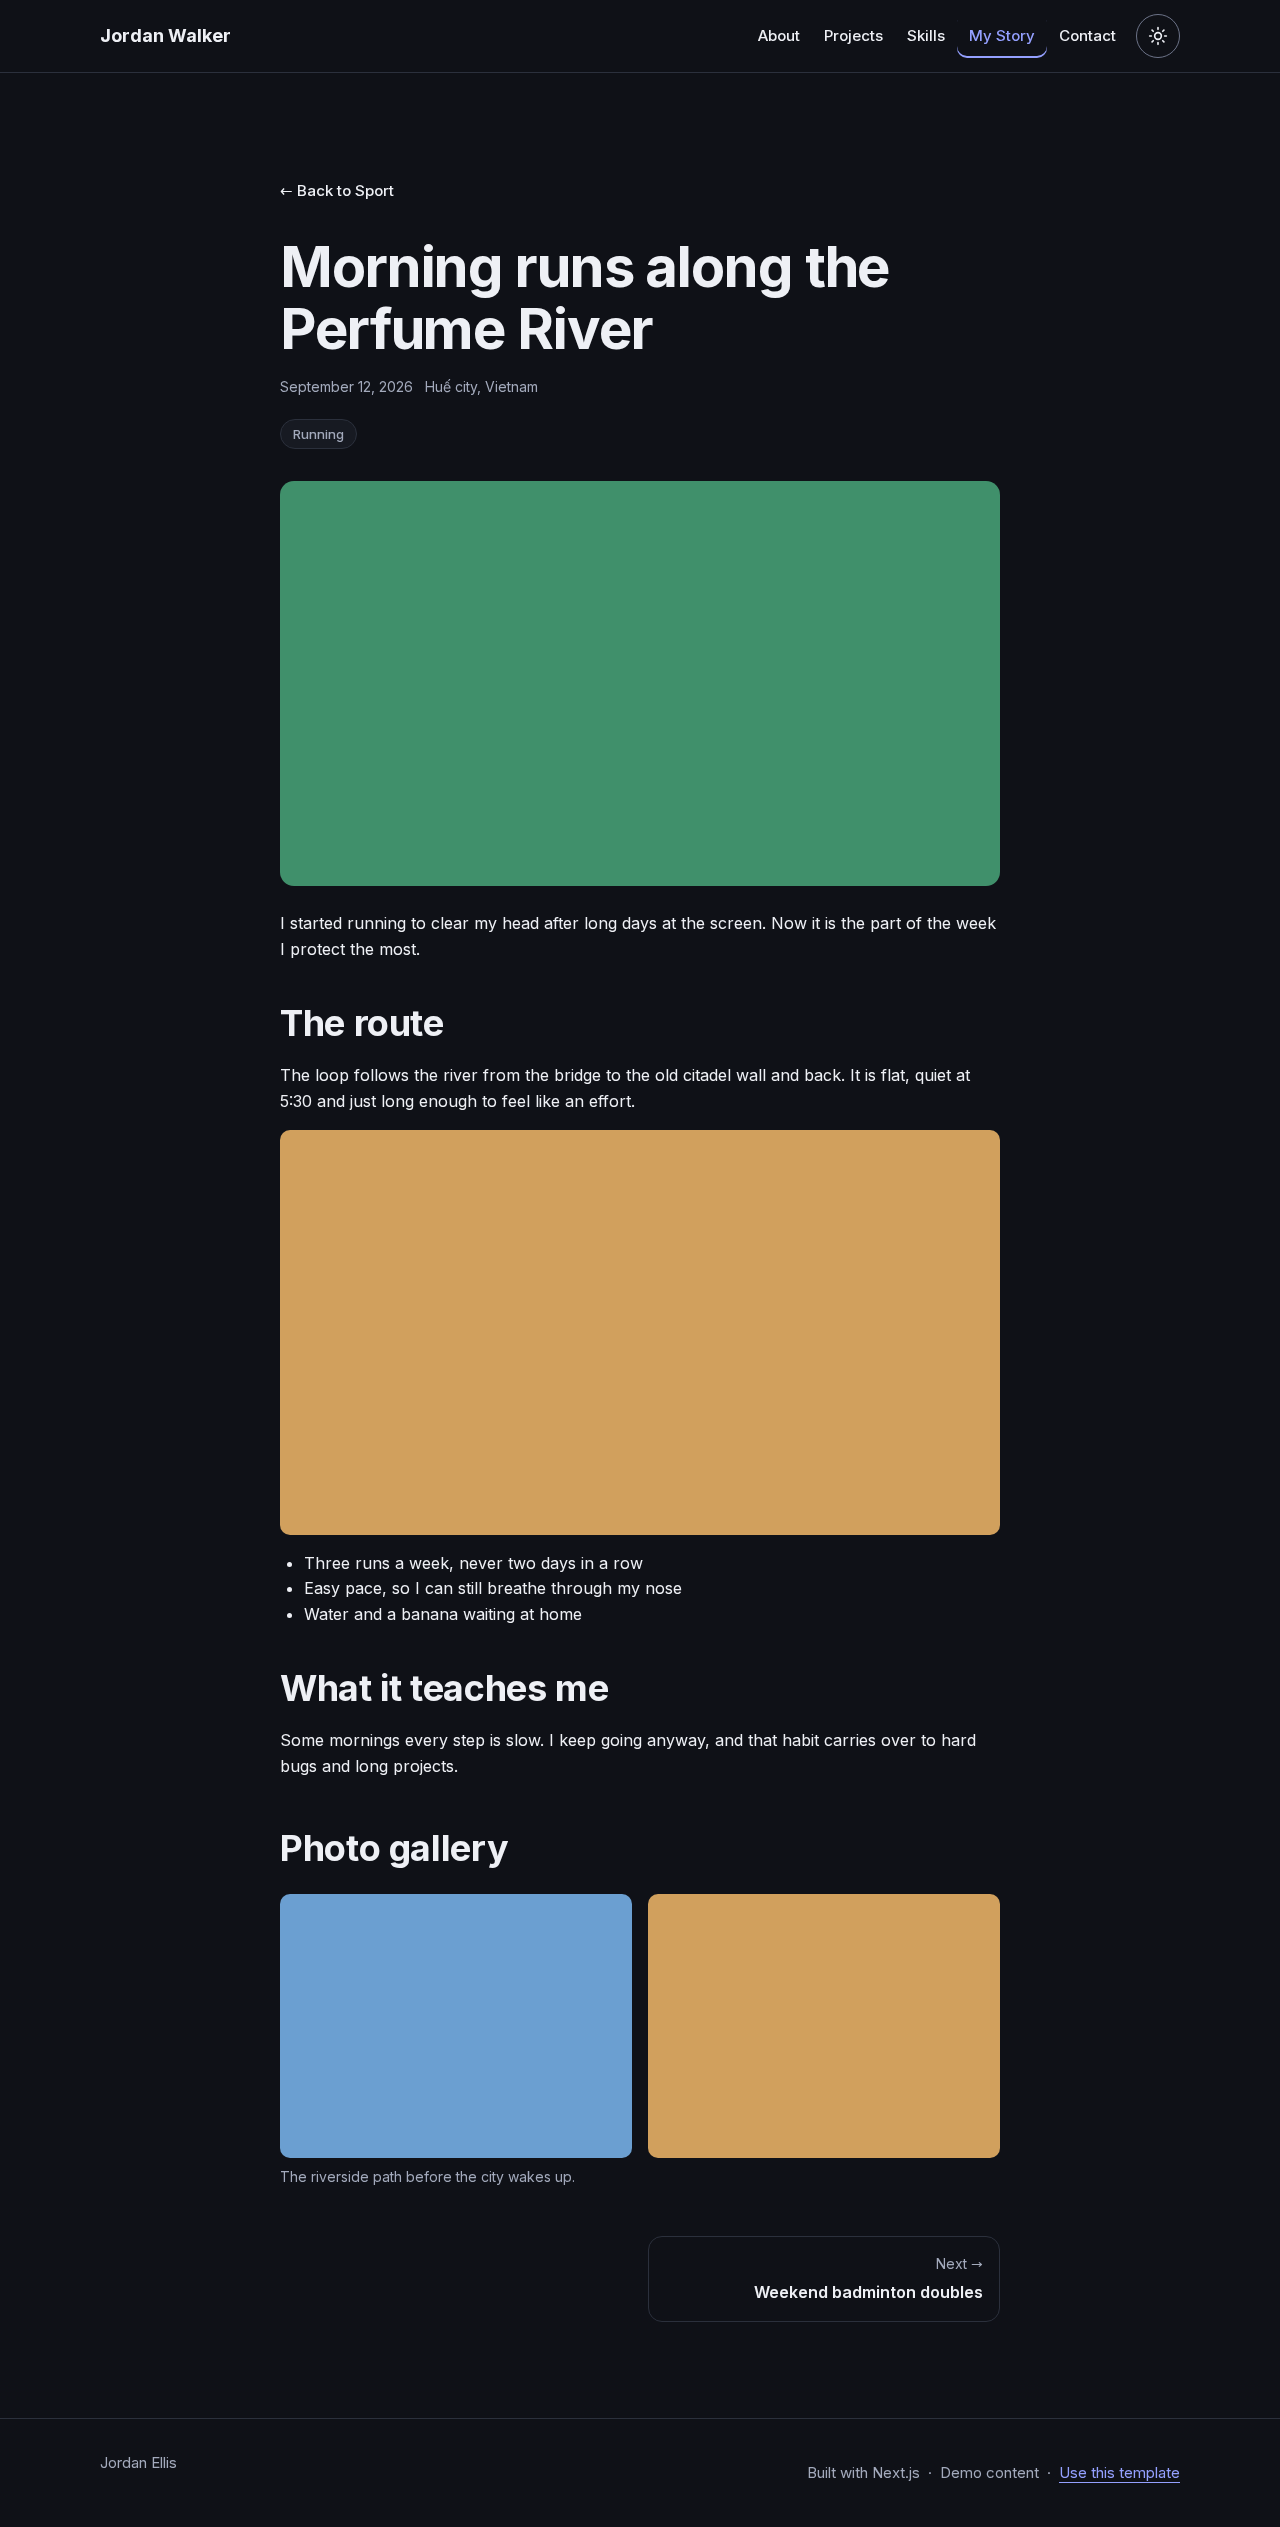 Jordan Walker
About Projects Skills My Story Contact
← Back to Sport
Morning runs along the
Perfume River
September 12, 2026 Huế city, Vietnam
Running
I started running to clear my head after long days at the screen. Now it is the part of the week
I protect the most.
The route
The loop follows the river from the bridge to the old citadel wall and back. It is flat, quiet at
5:30 and just long enough to feel like an effort.
• Three runs a week, never two days in a row
• Easy pace, so I can still breathe through my nose
• Water and a banana waiting at home
What it teaches me
Some mornings every step is slow. I keep going anyway, and that habit carries over to hard
bugs and long projects.
Photo gallery
The riverside path before the city wakes up.
Next →
Weekend badminton doubles
Jordan Ellis
Built with Next.js · Demo content · Use this template